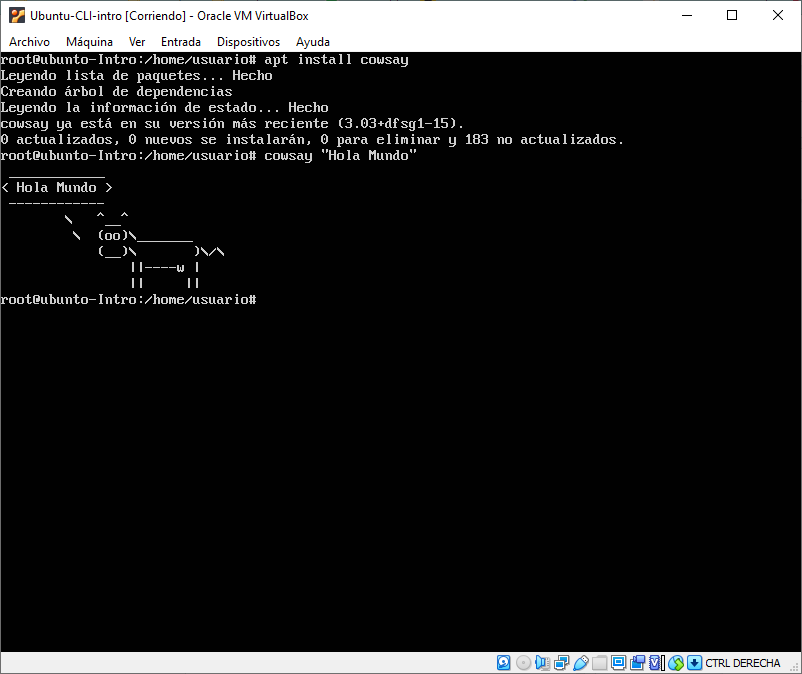 Ubuntu-CLI-intro [Corriendo] - Oracle VM VirtualBox
Archivo Máquina Ver Entrada Dispositivos Ayuda
root@ubunto-Intro:/home/usuario# apt install cowsay
Leyendo lista de paquetes... Hecho
Creando árbol de dependencias
Leyendo la información de estado... Hecho
cowsay ya está en su versión más reciente (3.03+dfsg1-15).
0 actualizados, 0 nuevos se instalarán, 0 para eliminar y 183 no actualizados.
root@ubunto-Intro:/home/usuario# cowsay "Hola Mundo"
 ____________
< Hola Mundo >
 ------------
        \   ^__^
         \  (oo)\_______
            (__)\       )\/\
                ||----w |
                ||     ||
root@ubunto-Intro:/home/usuario#
CTRL DERECHA